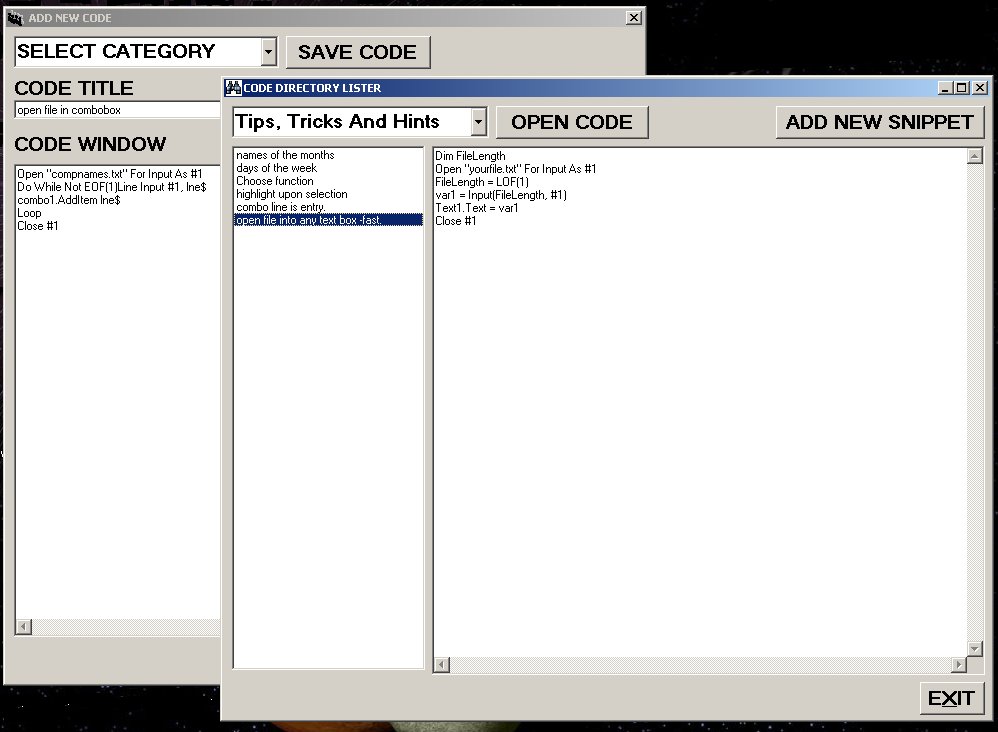 ADD NEW CODE
SELECT CATEGORY
SAVE CODE
CODE TITLE
open file in combobox
CODE WINDOW
Open "compnames.txt" For Input As #1
Do While Not EOF(1)Line Input #1, lne$
combo1.AddItem lne$
Loop
Close #1
CODE DIRECTORY LISTER
Tips, Tricks And Hints
OPEN CODE
ADD NEW SNIPPET
names of the months
days of the week
Choose function
highlight upon selection
combo line is entry.
open file into any text box -fast.
Dim FileLength
Open "yourfile.txt" For Input As #1
FileLength = LOF(1)
var1 = Input(FileLength, #1)
Text1.Text = var1
Close #1
EXIT